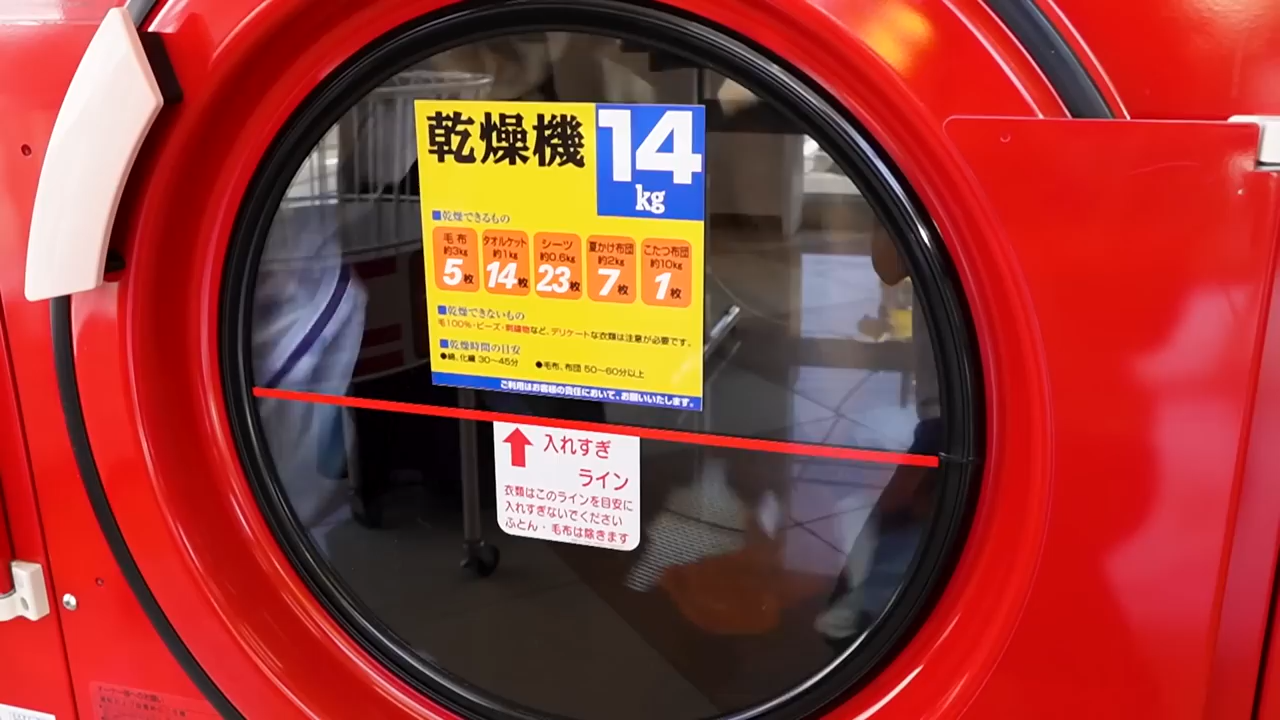 乾燥機
14
kg
■乾燥できるもの
毛布 約3kg 5枚
タオルケット 約1kg 14枚
シーツ 約0.6kg 23枚
夏かけ布団 約2kg 7枚
こたつ布団 約10kg 1枚
■乾燥できないもの
毛100%・ビーズ・刺繍物など、デリケートな衣類は注意が必要です。
■乾燥時間の目安
●綿、化繊 30〜45分 ●毛布、布団 50〜60分以上
ご利用はお客様の責任において、お願いいたします。
入れすぎ
ライン
衣類はこのラインを目安に
入れすぎないでください
ふとん・毛布は除きます